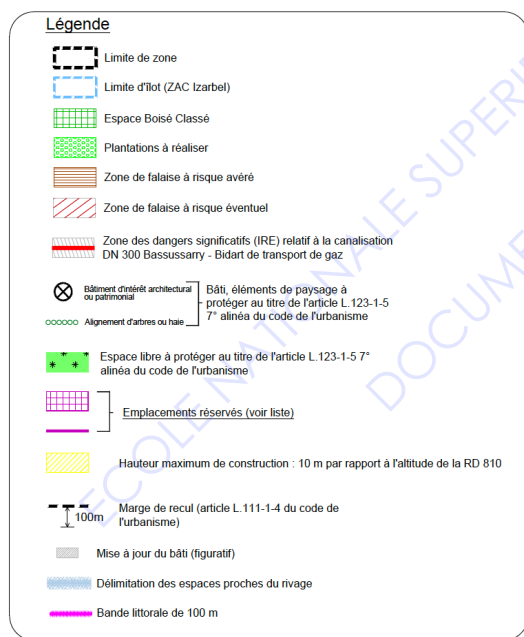 Légende
Limite de zone
Limite d'îlot (ZAC Izarbel)
Espace Boisé Classé
Plantations à réaliser
Zone de falaise à risque avéré
Zone de falaise à risque éventuel
Zone des dangers significatifs (IRE) relatif à la canalisation
DN 300 Bassussarry - Bidart de transport de gaz
Bâtiment d'intérêt architectural
ou patrimonial
Alignement d'arbres ou haie
Bâti, éléments de paysage à
protéger au titre de l'article L.123-1-5
7° alinéa du code de l'urbanisme
Espace libre à protéger au titre de l'article L.123-1-5 7°
alinéa du code de l'urbanisme
Emplacements réservés (voir liste)
Hauteur maximum de construction : 10 m par rapport à l'altitude de la RD 810
100m
Marge de recul (article L.111-1-4 du code de
l'urbanisme)
Mise à jour du bâti (figuratif)
Délimitation des espaces proches du rivage
Bande littorale de 100 m
ECOLE NATIONALE SUPERIE
DOCUME